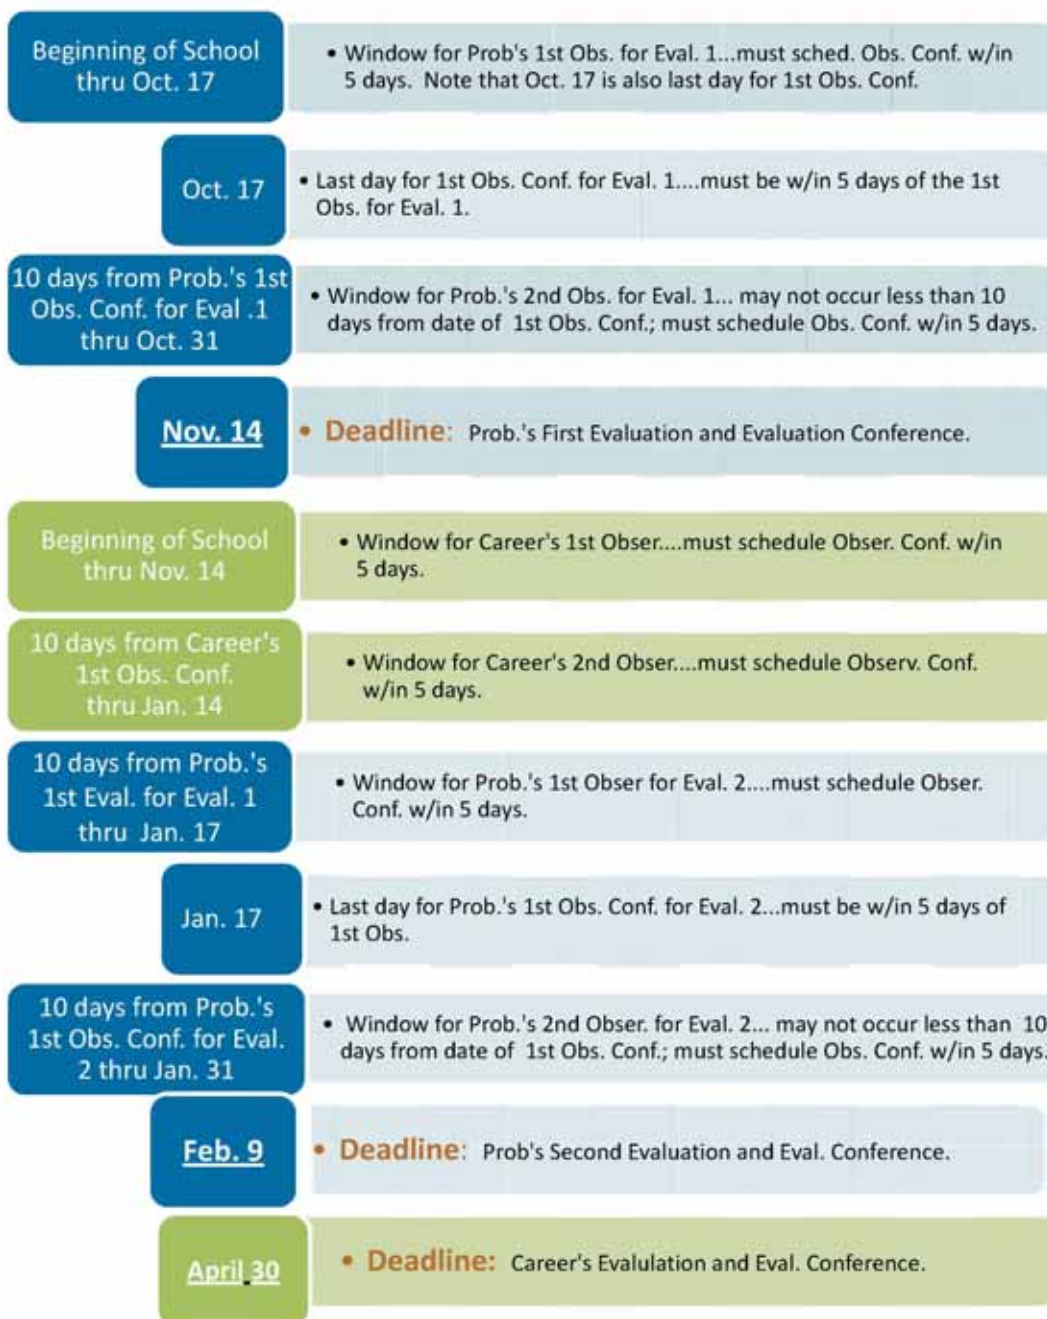 Beginning of School
thru Oct. 17
• Window for Prob's 1st Obs. for Eval. 1...must sched. Obs. Conf. w/in
5 days. Note that Oct. 17 is also last day for 1st Obs. Conf.
Oct. 17
• Last day for 1st Obs. Conf. for Eval. 1....must be w/in 5 days of the 1st
Obs. for Eval. 1.
10 days from Prob.'s 1st
Obs. Conf. for Eval .1
thru Oct. 31
• Window for Prob.'s 2nd Obs. for Eval. 1... may not occur less than 10
days from date of 1st Obs. Conf.; must schedule Obs. Conf. w/in 5 days.
Nov. 14
• Deadline: Prob.'s First Evaluation and Evaluation Conference.
Beginning of School
thru Nov. 14
• Window for Career's 1st Obser....must schedule Obser. Conf. w/in
5 days.
10 days from Career's
1st Obs. Conf.
thru Jan. 14
• Window for Career's 2nd Obser....must schedule Observ. Conf.
w/in 5 days.
10 days from Prob.'s
1st Eval. for Eval. 1
thru Jan. 17
• Window for Prob.'s 1st Obser for Eval. 2....must schedule Obser.
Conf. w/in 5 days.
Jan. 17
• Last day for Prob.'s 1st Obs. Conf. for Eval. 2...must be w/in 5 days of
1st Obs.
10 days from Prob.'s
1st Obs. Conf. for Eval.
2 thru Jan. 31
• Window for Prob.'s 2nd Obser. for Eval. 2... may not occur less than 10
days from date of 1st Obs. Conf.; must schedule Obs. Conf. w/in 5 days.
Feb. 9
• Deadline: Prob's Second Evaluation and Eval. Conference.
April 30
• Deadline: Career's Evalulation and Eval. Conference.